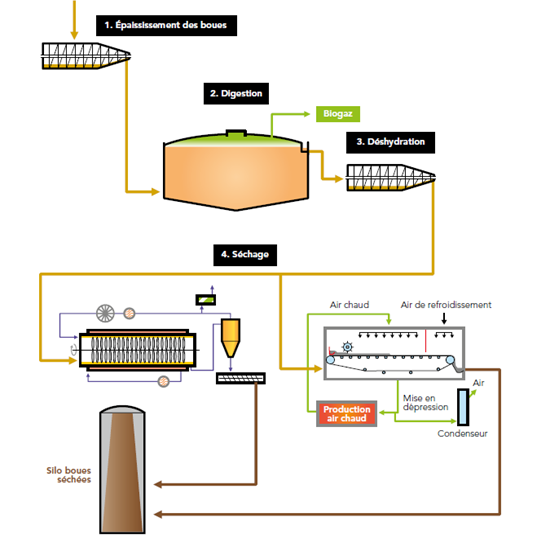 1. Épaississement des boues
2. Digestion
Biogaz
3. Déshydration
4. Séchage
Air chaud
Air de refroidissement
Mise en
dépression
Air
Production
air chaud
Condenseur
Silo boues
séchées